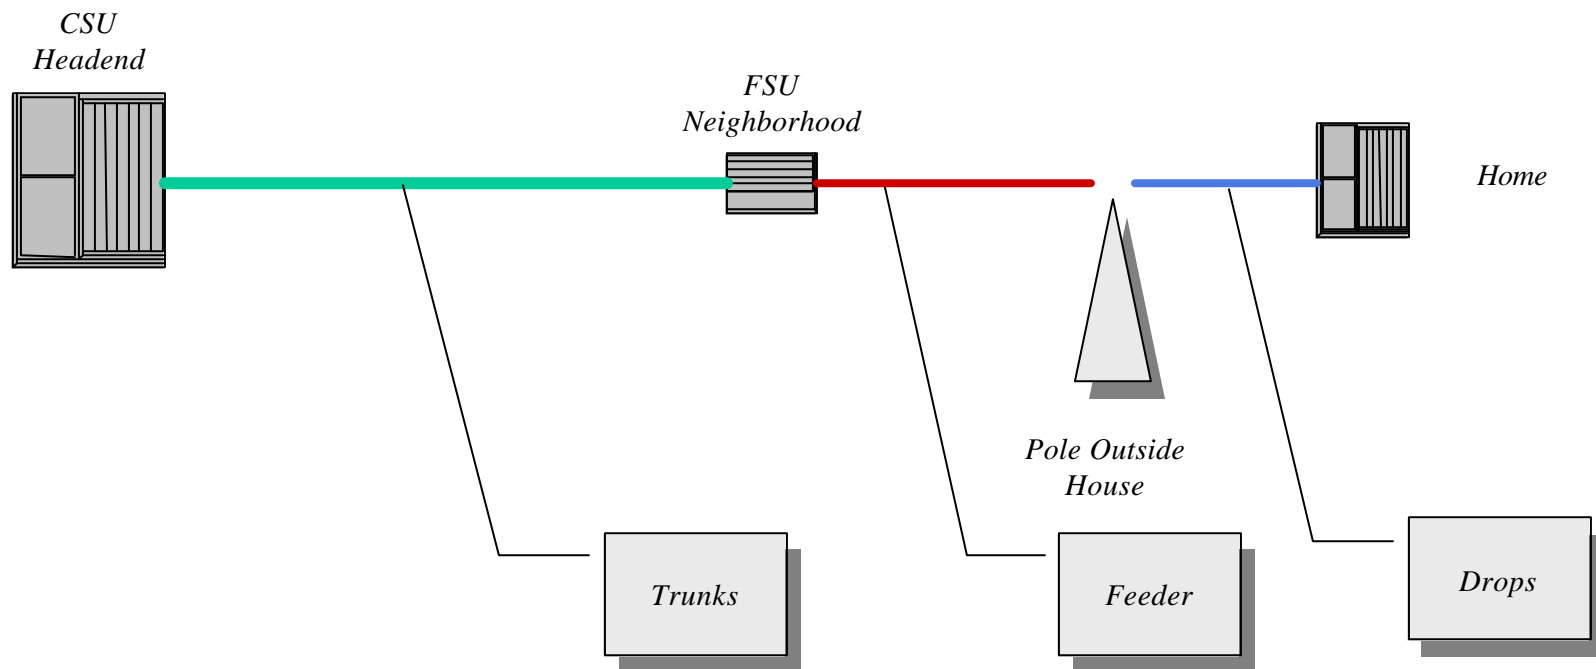 CSU
Headend
FSU
Neighborhood
Home
Pole Outside
House
Trunks
Feeder
Drops